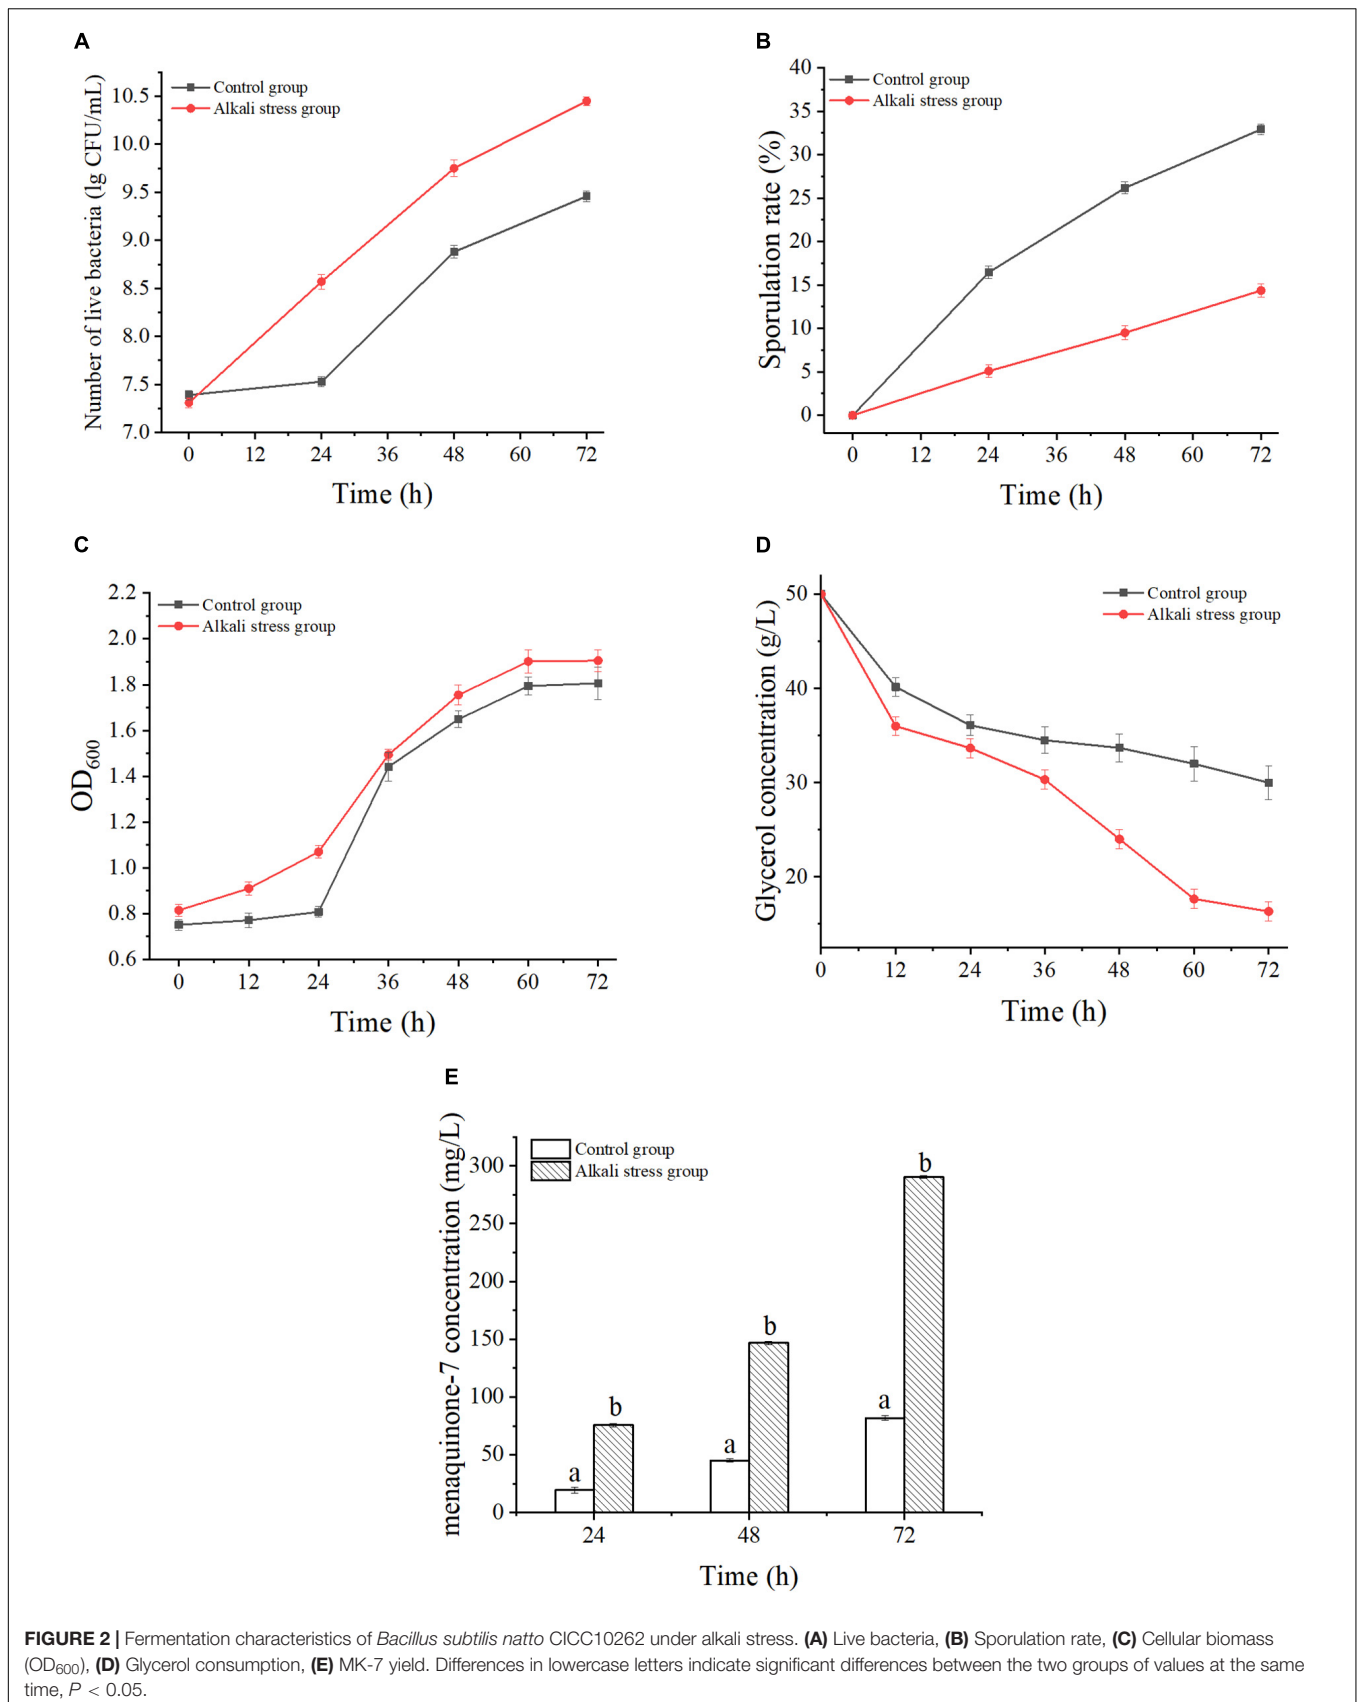 A
Control group
Alkali stress group
10.5
10.0
9.5
9.0
8.5
8.0
7.5
7.0
Number of live bacteria (lg CFU/mL)
0 12 24 36 48 60 72
Time (h)
B
Control group
Alkali stress group
40
35
30
25
20
15
10
5
0
Sporulation rate (%)
0 12 24 36 48 60 72
Time (h)
C
Control group
Alkali stress group
2.2
2.0
1.8
1.6
1.4
1.2
1.0
0.8
0.6
OD600
0 12 24 36 48 60 72
Time (h)
D
Control group
Alkali stress group
50
40
30
20
Glycerol concentration (g/L)
0 12 24 36 48 60 72
Time (h)
E
Control group
Alkali stress group
300
250
200
150
100
50
0
menaquinone-7 concentration (mg/L)
a b a b a b
24 48 72
Time (h)
FIGURE 2 | Fermentation characteristics of Bacillus subtilis natto CICC10262 under alkali stress. (A) Live bacteria, (B) Sporulation rate, (C) Cellular biomass
(OD600), (D) Glycerol consumption, (E) MK-7 yield. Differences in lowercase letters indicate significant differences between the two groups of values at the same
time, P < 0.05.